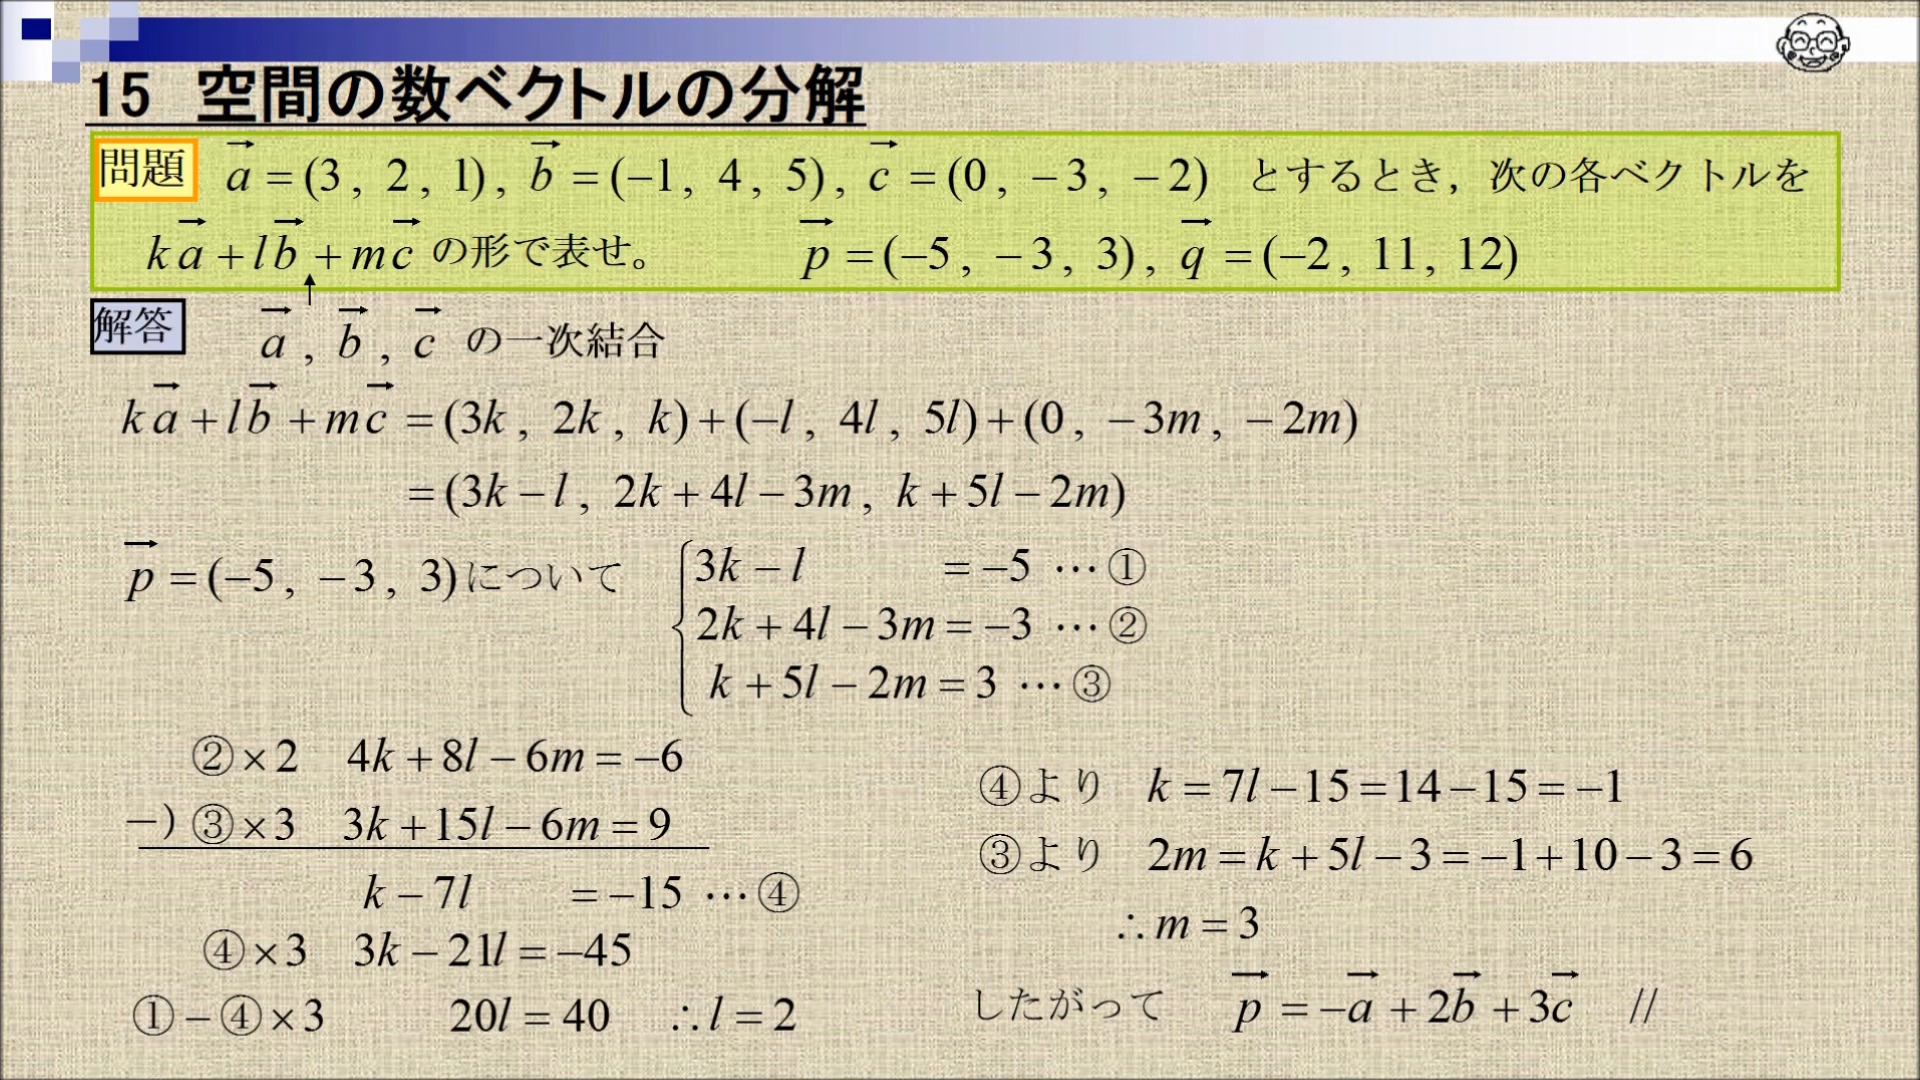 15 空間の数ベクトルの分解
問題 a→ = (3, 2, 1), b→ = (−1, 4, 5), c→ = (0, −3, −2) とするとき, 次の各ベクトルを
ka→ + lb→ + mc→ の形で表せ。 p→ = (−5, −3, 3), q→ = (−2, 11, 12)
解答 a→, b→, c→ の一次結合
ka→ + lb→ + mc→ = (3k, 2k, k) + (−l, 4l, 5l) + (0, −3m, −2m)
= (3k − l, 2k + 4l − 3m, k + 5l − 2m)
p→ = (−5, −3, 3)について
3k − l = −5 …①
2k + 4l − 3m = −3 …②
k + 5l − 2m = 3 …③
②×2 4k + 8l − 6m = −6
−) ③×3 3k + 15l − 6m = 9
k − 7l = −15 …④
④×3 3k − 21l = −45
①−④×3 20l = 40 ∴l = 2
④より k = 7l − 15 = 14 − 15 = −1
③より 2m = k + 5l − 3 = −1 + 10 − 3 = 6
∴m = 3
したがって p→ = −a→ + 2b→ + 3c→ //